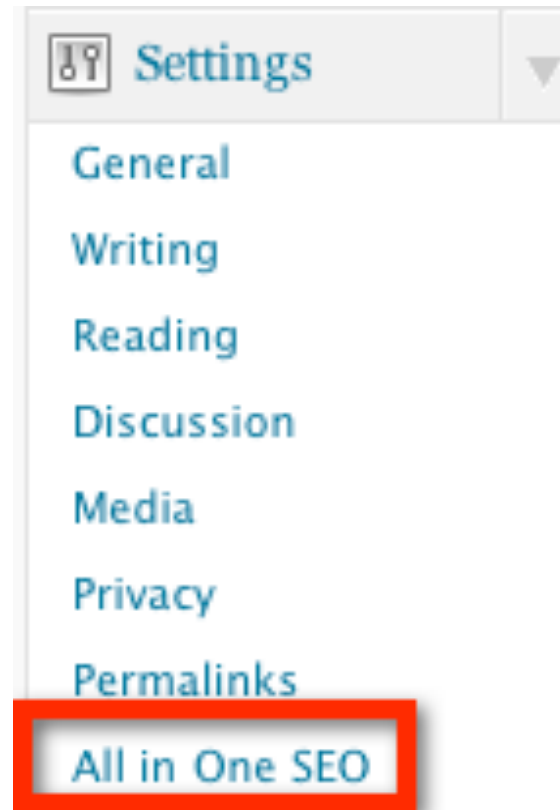 Settings
General
Writing
Reading
Discussion
Media
Privacy
Permalinks
All in One SEO